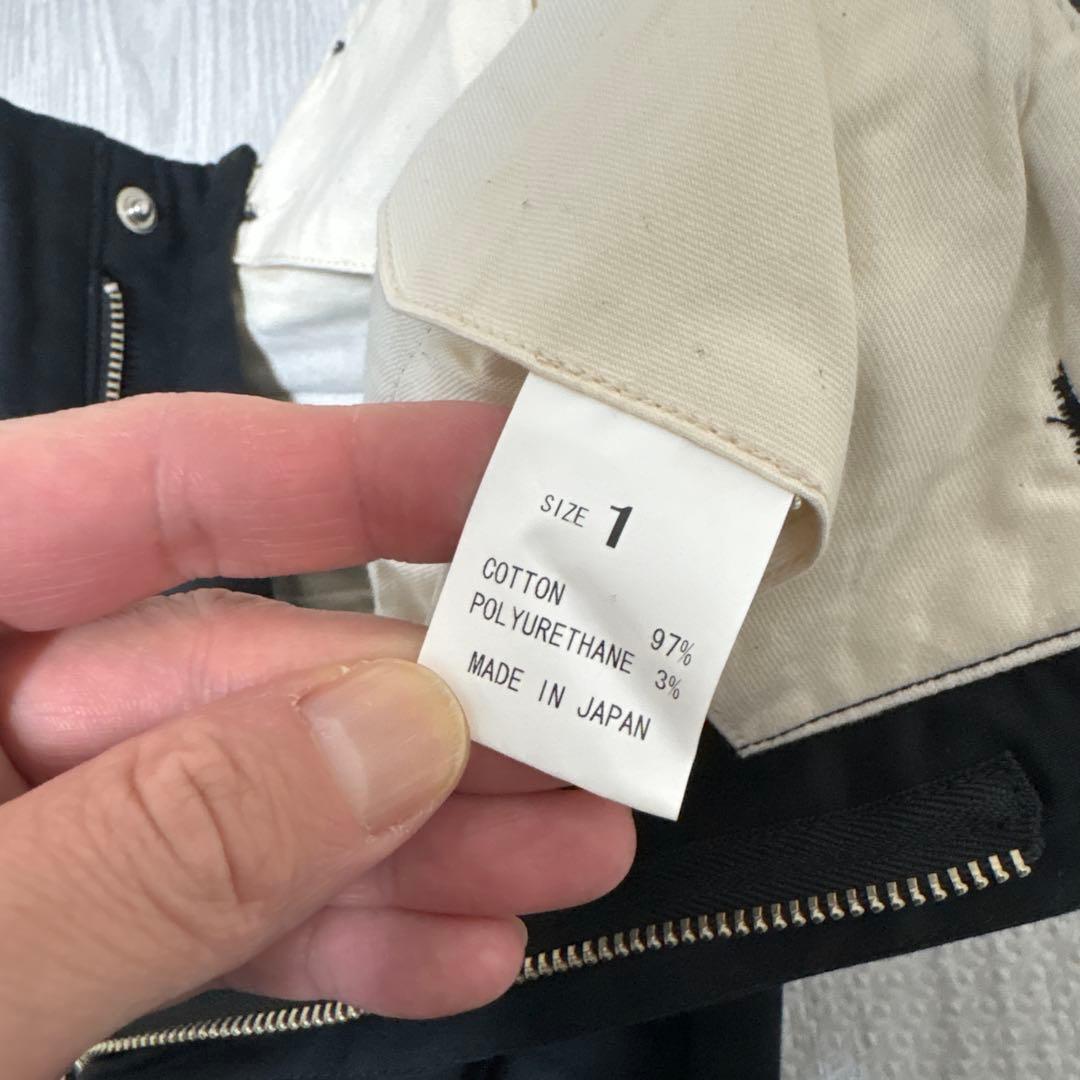 SIZE 1
COTTON 97%
POLYURETHANE 3%
MADE IN JAPAN